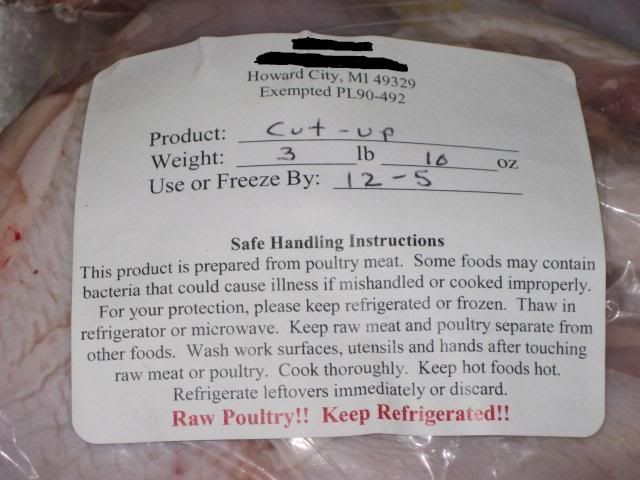 Howard City, MI 49329
Exempted PL90-492
Product: Cut-up
Weight: 3 lb 10 oz
Use or Freeze By: 12-5
Safe Handling Instructions
This product is prepared from poultry meat. Some foods may contain
bacteria that could cause illness if mishandled or cooked improperly.
For your protection, please keep refrigerated or frozen. Thaw in
refrigerator or microwave. Keep raw meat and poultry separate from
other foods. Wash work surfaces, utensils and hands after touching
raw meat or poultry. Cook thoroughly. Keep hot foods hot.
Refrigerate leftovers immediately or discard.
Raw Poultry!! Keep Refrigerated!!